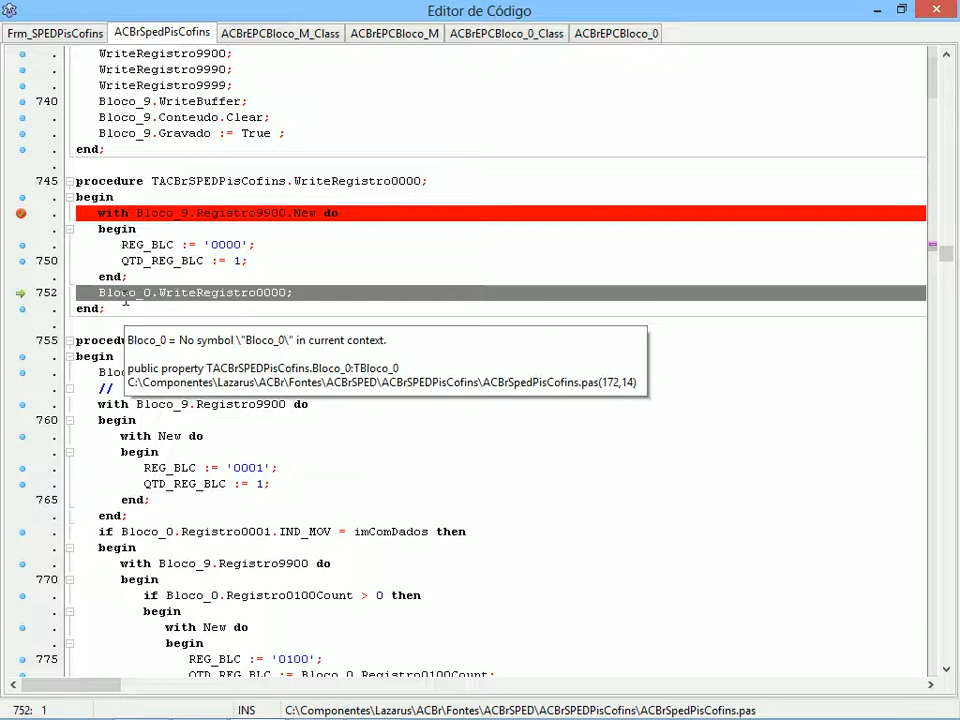 Editor de Código
Frm_SPEDPisCofins ACBrSpedPisCofins ACBrEPCBloco_M_Class ACBrEPCBloco_M ACBrEPCBloco_0_Class ACBrEPCBloco_0
. WriteRegistro9900;
. WriteRegistro9990;
. WriteRegistro9999;
740 Bloco_9.WriteBuffer;
. Bloco_9.Conteudo.Clear;
. Bloco_9.Gravado := True ;
. end;
.
745 procedure TACBrSPEDPisCofins.WriteRegistro0000;
. begin
. with Bloco_9.Registro9900.New do
. begin
. REG_BLC := '0000';
750 QTD_REG_BLC := 1;
. end;
752 Bloco_0.WriteRegistro0000;
. end;
.
Bloco_0 = No symbol \"Bloco_0\" in current context.
public property TACBrSPEDPisCofins.Bloco_0:TBloco_0
C:\Componentes\Lazarus\ACBr\Fontes\ACBrSPED\ACBrSPEDPisCofins\ACBrSpedPisCofins.pas(172,14)
755 procedu
. begin
. Bloc
. //
. with Bloco_9.Registro9900 do
760 begin
. with New do
. begin
. REG_BLC := '0001';
. QTD_REG_BLC := 1;
765 end;
. end;
. if Bloco_0.Registro0001.IND_MOV = imComDados then
. begin
. with Bloco_9.Registro9900 do
770 begin
. if Bloco_0.Registro0100Count > 0 then
. begin
. with New do
. begin
775 REG_BLC := '0100';
. QTD_REG_BLC := Bloco_0.Registro0100Count;
752: 1 INS C:\Componentes\Lazarus\ACBr\Fontes\ACBrSPED\ACBrSPEDPisCofins\ACBrSpedPisCofins.pas